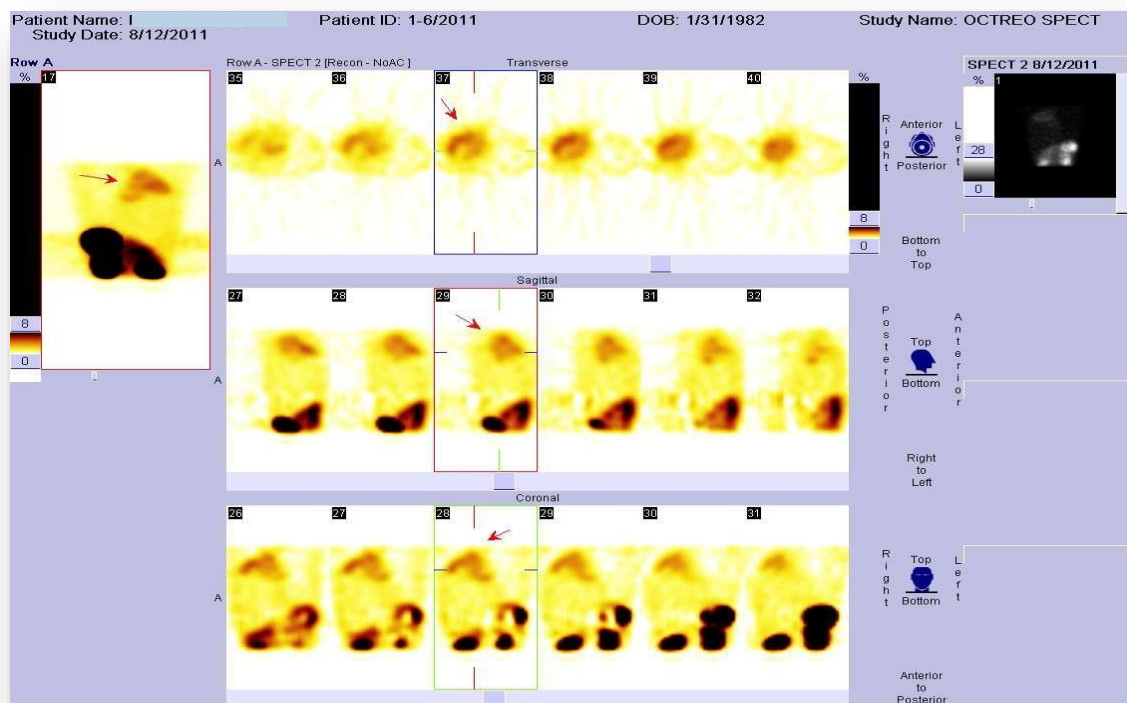 Patient Name: I
Patient ID: 1-6/2011
DOB: 1/31/1982
Study Name: OCTREO SPECT
Study Date: 8/12/2011
Row A
%
17
8
0
Row A - SPECT 2 [Recon - NoAC ]
Transverse
35
36
37
38
39
40
A
8
0
Right
Anterior
Posterior
Left
Bottom
to
Top
Sagittal
27
28
29
30
31
32
A
Posterior
Top
Bottom
Anterior
Right
to
Left
Coronal
26
27
28
29
30
31
A
Right
Top
Bottom
Left
Anterior
to
Posterior
SPECT 2 8/12/2011
%
1
28
0